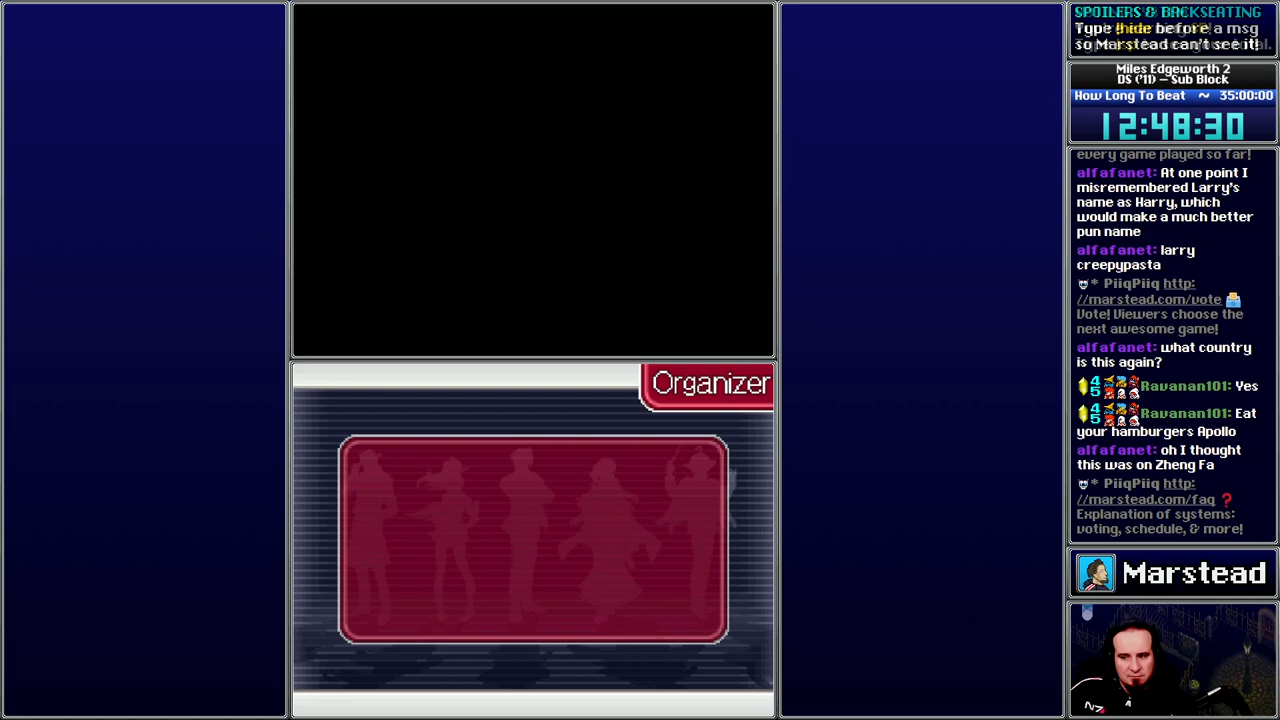 SPOILERS & BACKSEATING
Type !hide before a msg
so Marstead can't see it!
Miles Edgeworth 2
DS ('11) – Sub Block
How Long To Beat ~ 35:00:00
12:48:30
every game played so far!
alfafanet: At one point I
misremembered Larry's
name as Harry, which
would make a much better
pun name
alfafanet: larry
creepypasta
PiiqPiiq http:
//marstead.com/vote
Vote! Viewers choose the
next awesome game!
alfafanet: what country
is this again?
Ravanan101: Yes
Ravanan101: Eat
your hamburgers Apollo
alfafanet: oh I thought
this was on Zheng Fa
PiiqPiiq http:
//marstead.com/faq
Explanation of systems:
voting, schedule, & more!
Organizer
Marstead